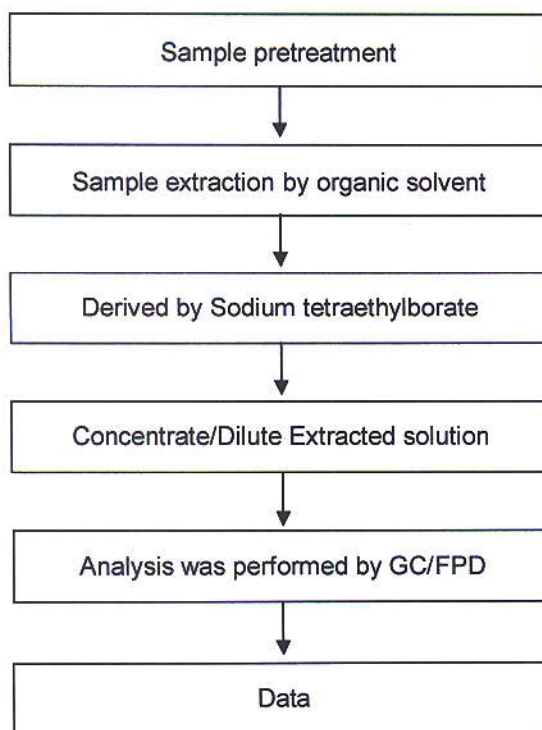 Sample pretreatment
Sample extraction by organic solvent
Derived by Sodium tetraethylborate
Concentrate/Dilute Extracted solution
Analysis was performed by GC/FPD
Data